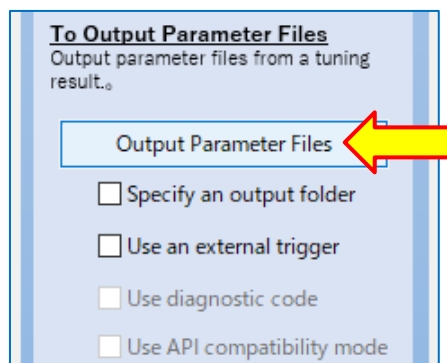 To Output Parameter Files
Output parameter files from a tuning
result.。
Output Parameter Files
Specify an output folder
Use an external trigger
Use diagnostic code
Use API compatibility mode